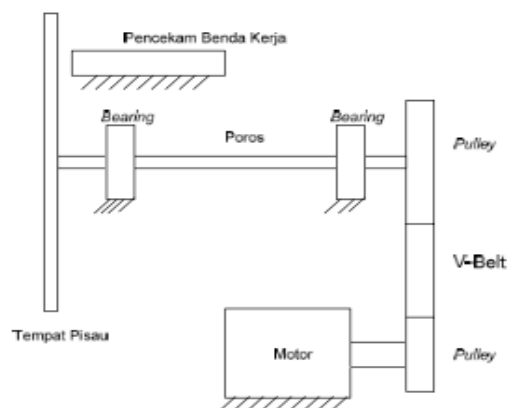 Pencekam Benda Kerja
Bearing
Poros
Bearing
Pulley
V-Belt
Tempat Pisau
Motor
Pulley